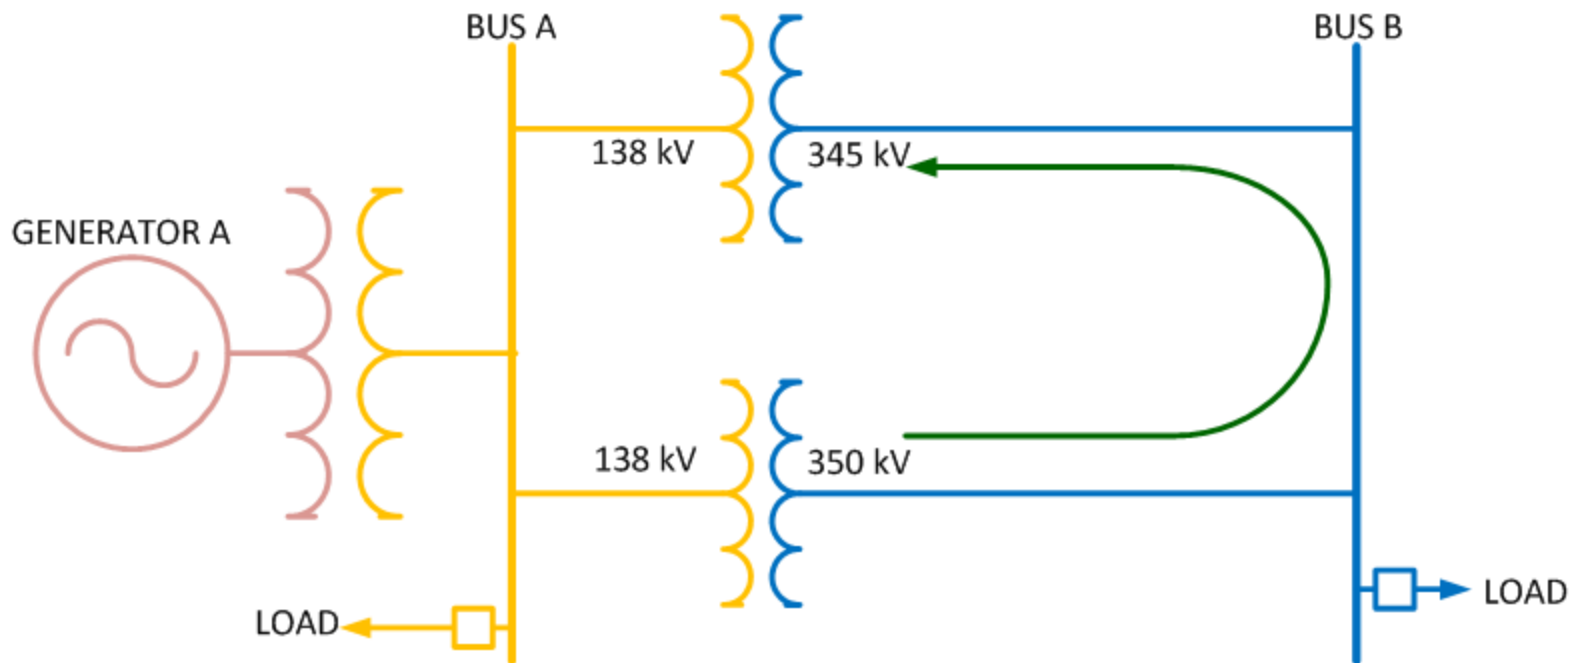 BUS A
BUS B
138 kV
345 kV
GENERATOR A
138 kV
350 kV
LOAD
LOAD